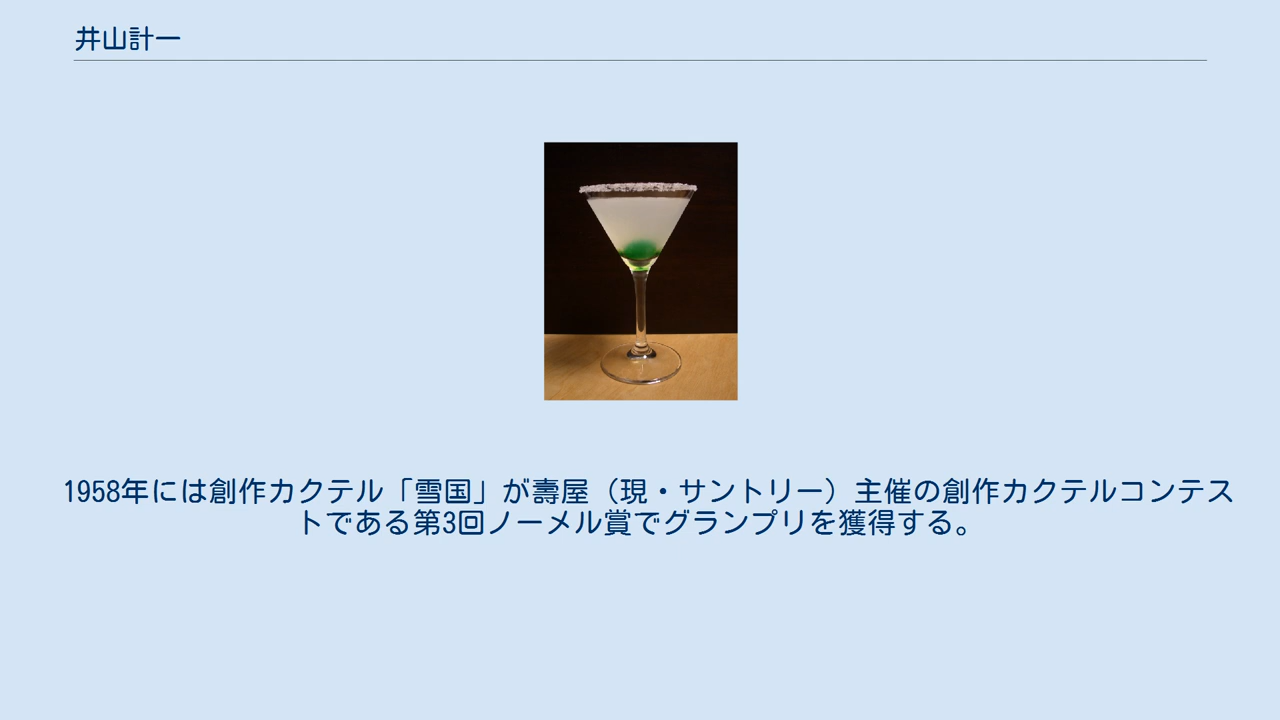 井山計一
1958年には創作カクテル「雪国」が壽屋（現・サントリー）主催の創作カクテルコンテス
トである第3回ノーメル賞でグランプリを獲得する。